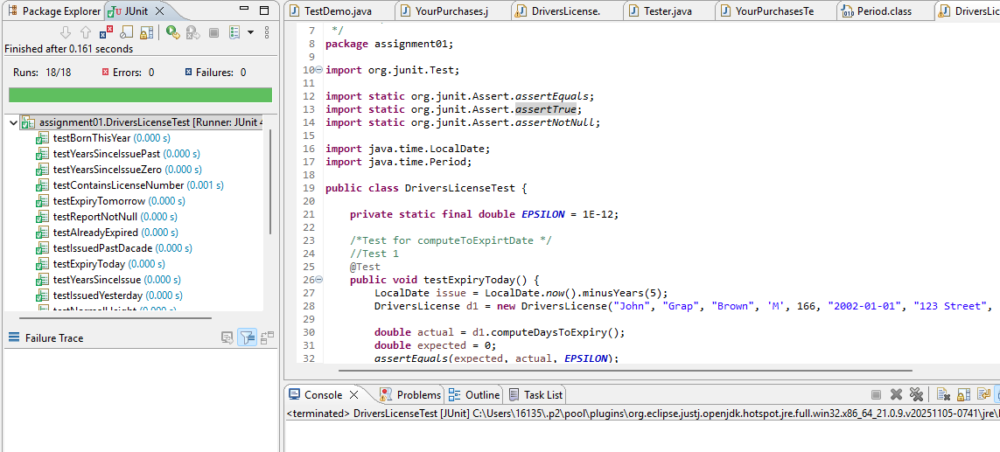 Package Explorer
JUnit
Finished after 0.161 seconds
Runs: 18/18 Errors: 0 Failures: 0
assignment01.DriversLicenseTest [Runner: JUnit 4
testBornThisYear (0.000 s)
testYearsSinceIssuePast (0.000 s)
testYearsSinceIssueZero (0.000 s)
testContainsLicenseNumber (0.001 s)
testExpiryTomorrow (0.000 s)
testReportNotNull (0.000 s)
testAlreadyExpired (0.000 s)
testIssuedPastDacade (0.000 s)
testExpiryToday (0.000 s)
testYearsSinceIssue (0.000 s)
testIssuedYesterday (0.000 s)
testNormalHeight (0.000 s)
Failure Trace
TestDemo.java YourPurchases.j DriversLicense. Tester.java YourPurchasesTe Period.class DriversLic
7 */
8 package assignment01;
9
10 import org.junit.Test;
11
12 import static org.junit.Assert.assertEquals;
13 import static org.junit.Assert.assertTrue;
14 import static org.junit.Assert.assertNotNull;
15
16 import java.time.LocalDate;
17 import java.time.Period;
18
19 public class DriversLicenseTest {
20
21 private static final double EPSILON = 1E-12;
22
23 /*Test for computeToExpirtDate */
24 //Test 1
25 @Test
26 public void testExpiryToday() {
27 LocalDate issue = LocalDate.now().minusYears(5);
28 DriversLicense d1 = new DriversLicense("John", "Grap", "Brown", 'M', 166, "2002-01-01", "123 Street",
29
30 double actual = d1.computeDaysToExpiry();
31 double expected = 0;
32 assertEquals(expected, actual, EPSILON);
Console Problems Outline Task List
<terminated> DriversLicenseTest [JUnit] C:\Users\16135\.p2\pool\plugins\org.eclipse.justj.openjdk.hotspot.jre.full.win32.x86_64_21.0.9.v20251105-0741\jre\